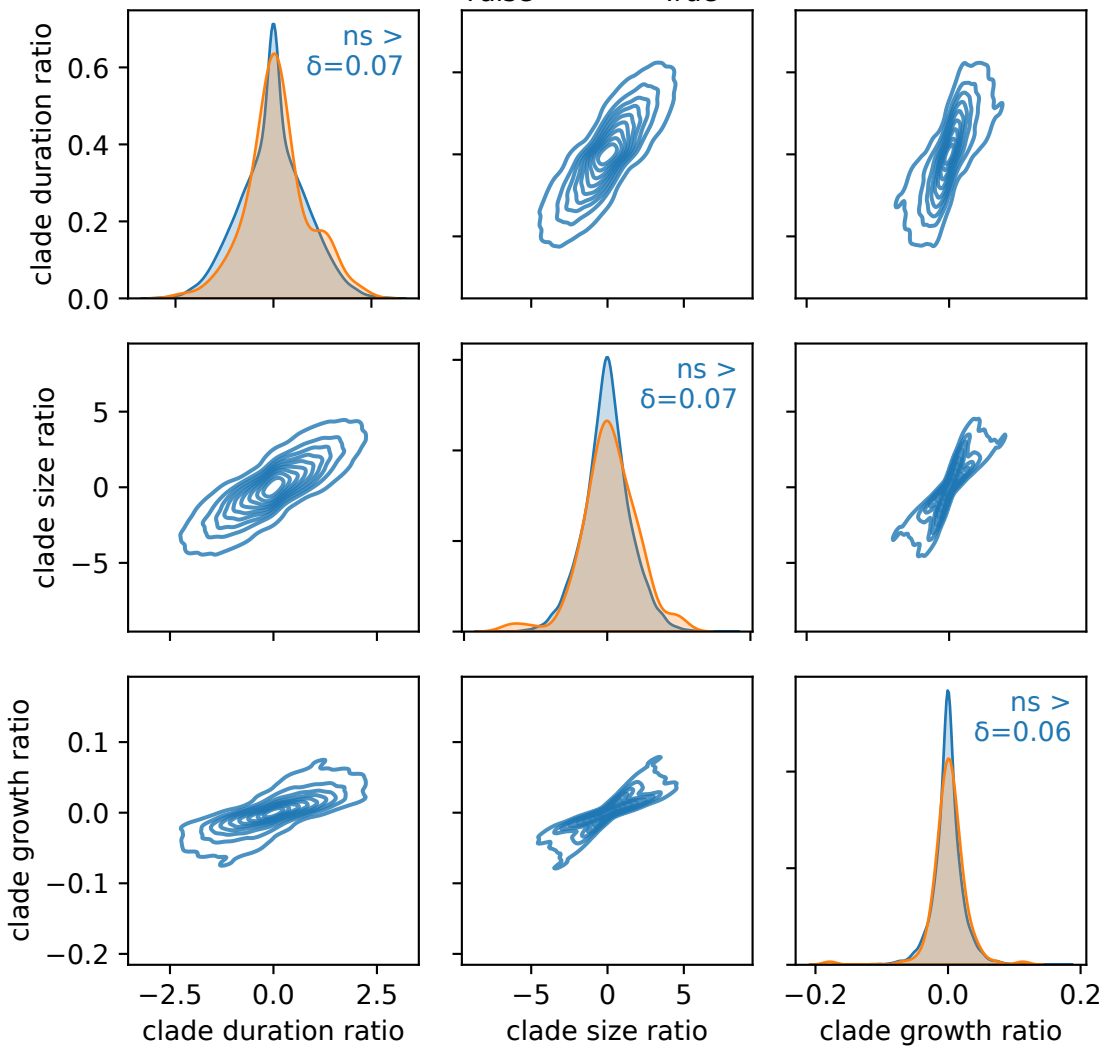 clade duration ratio
0.6
0.4
0.2
0.0
ns >
δ=0.07
clade size ratio
5
0
−5
ns >
δ=0.07
clade growth ratio
0.1
0.0
−0.1
−0.2
ns >
δ=0.06
−2.5 0.0 2.5
−5 0 5
−0.2 0.0 0.2
clade duration ratio
clade size ratio
clade growth ratio